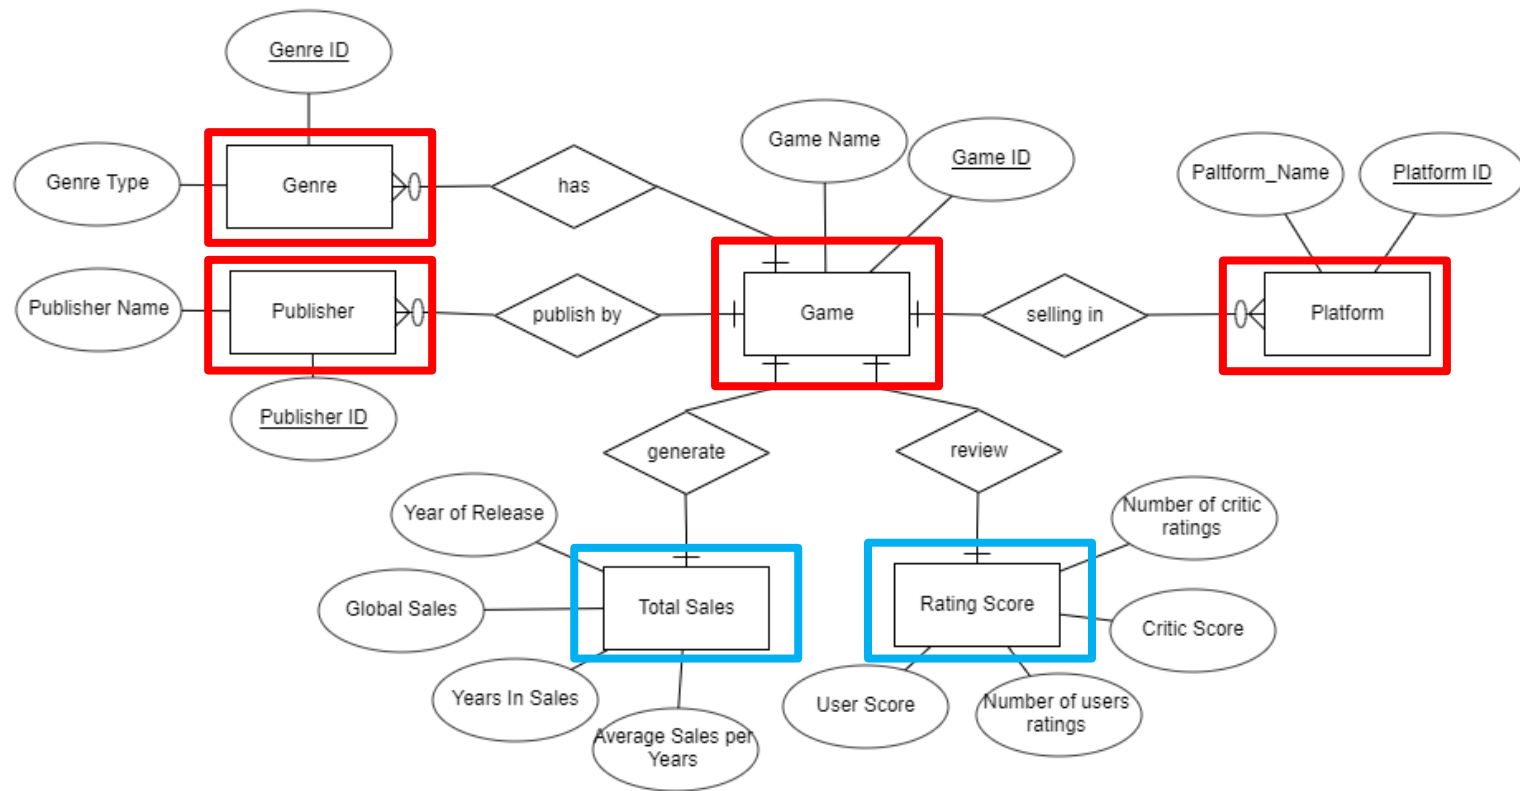 Genre ID
Game Name
Game ID
Paltform_Name
Platform ID
Genre Type
Genre
has
Publisher Name
Publisher
publish by
Game
selling in
Platform
Publisher ID
generate
review
Year of Release
Number of critic
ratings
Global Sales
Total Sales
Rating Score
Critic Score
Years In Sales
User Score
Number of users
ratings
Average Sales per
Years